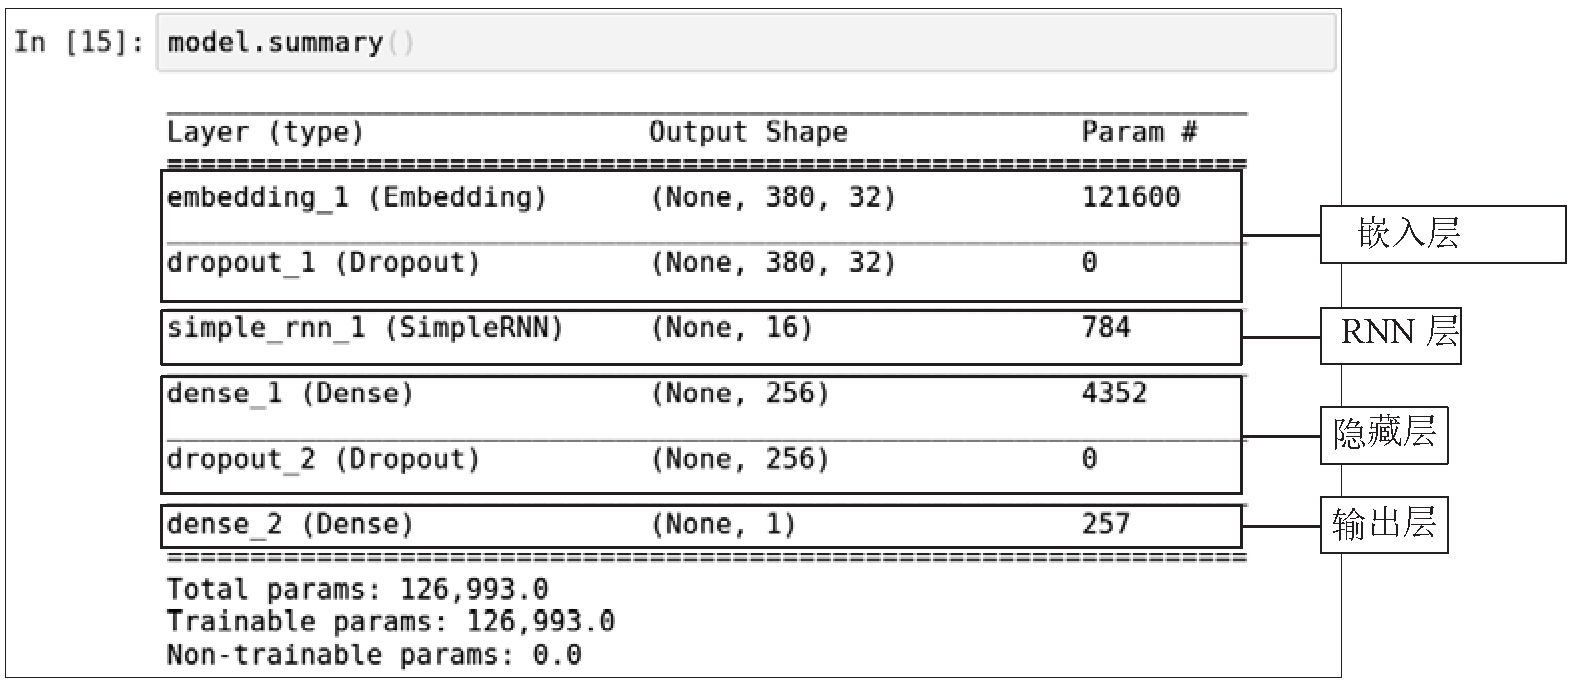 In [15]: model.summary()
Layer (type) Output Shape Param #
embedding_1 (Embedding) (None, 380, 32) 121600
嵌入层
dropout_1 (Dropout) (None, 380, 32) 0
simple_rnn_1 (SimpleRNN) (None, 16) 784
RNN 层
dense_1 (Dense) (None, 256) 4352
隐藏层
dropout_2 (Dropout) (None, 256) 0
dense_2 (Dense) (None, 1) 257
输出层
Total params: 126,993.0
Trainable params: 126,993.0
Non-trainable params: 0.0